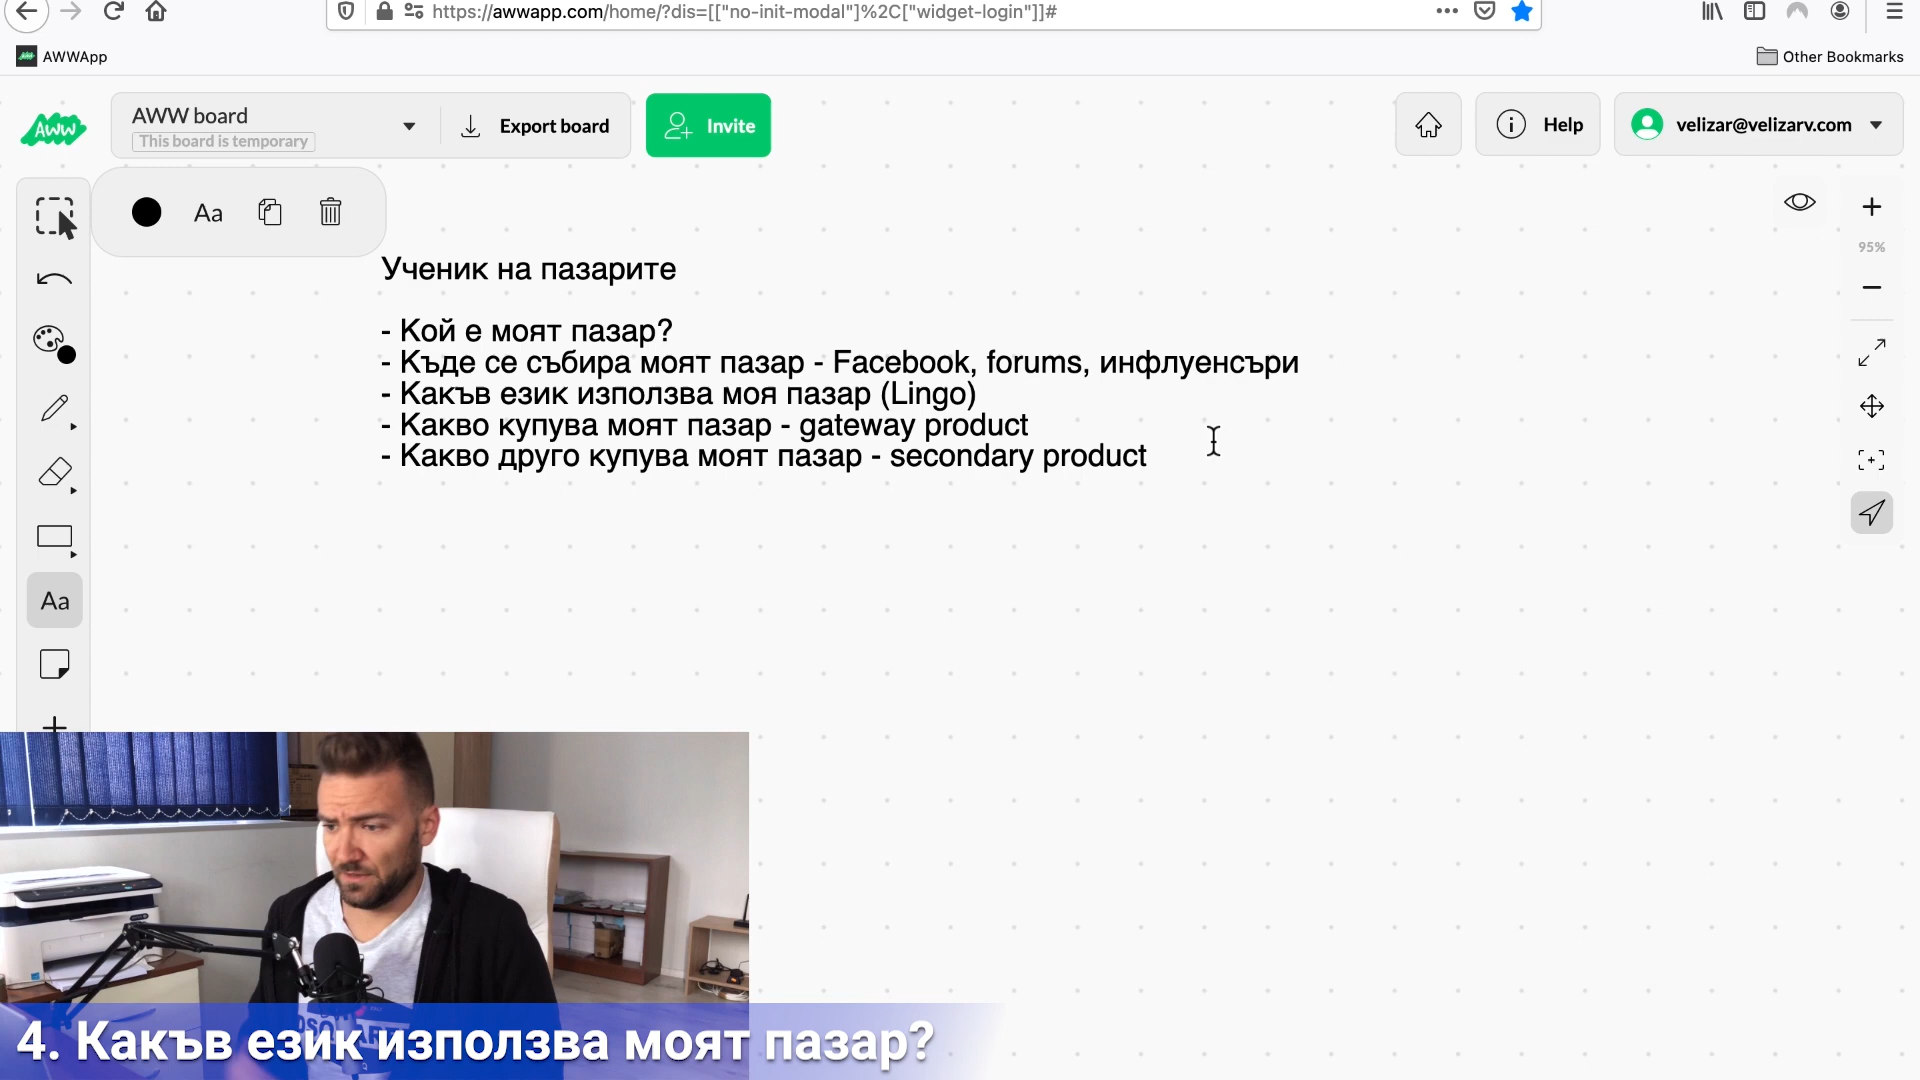 https://awwapp.com/home/?dis=[["no-init-modal"]%2C["widget-login"]]#
AWWApp
Other Bookmarks
AWW
AWW board
This board is temporary
Export board
Invite
Help
velizar@velizarv.com
Aa
95%
Ученик на пазарите
- Кой е моят пазар?
- Къде се събира моят пазар - Facebook, forums, инфлуенсъри
- Какъв език използва моя пазар (Lingo)
- Какво купува моят пазар - gateway product
- Какво друго купува моят пазар - secondary product
Aa
4. Какъв език използва моят пазар?